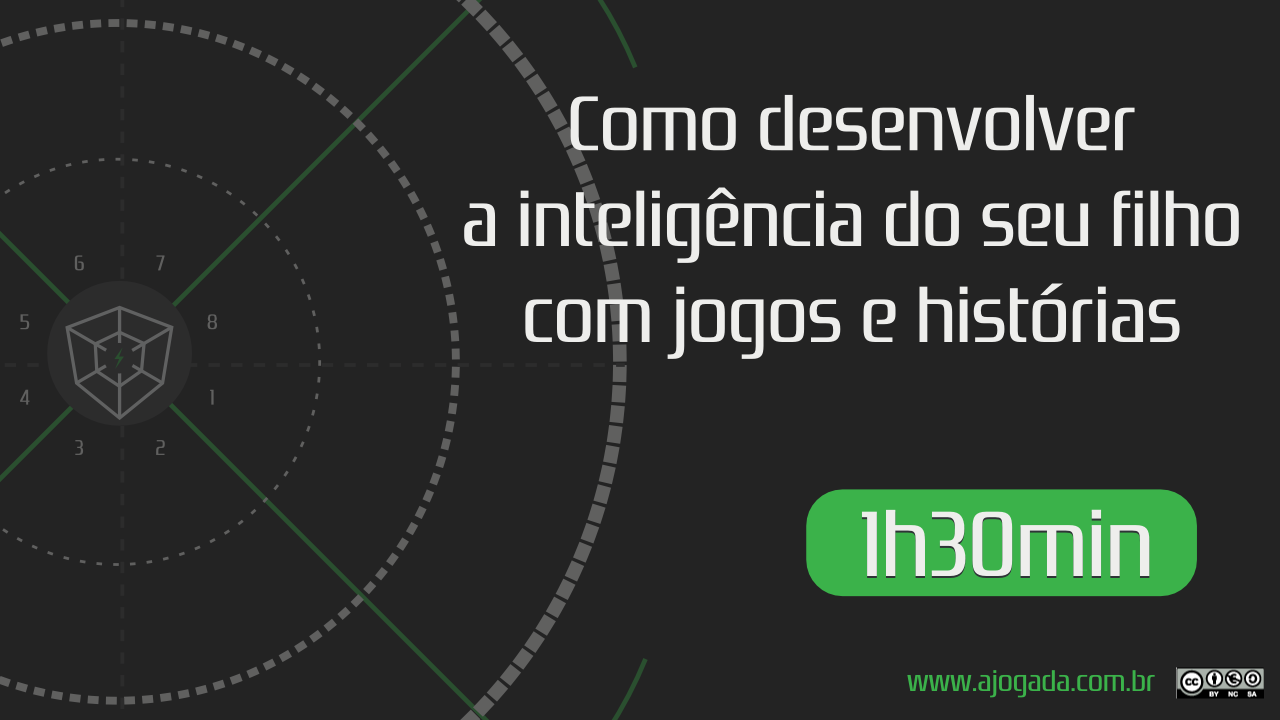 Como desenvolver
a inteligência do seu filho
com jogos e histórias
6 7
5 8
4 1
3 2
1h30min
www.ajogada.com.br
cc
BY NC SA